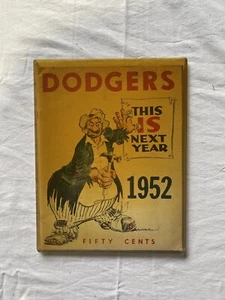 DODGERS
THIS
IS
NEXT
YEAR
1952
FIFTY CENTS